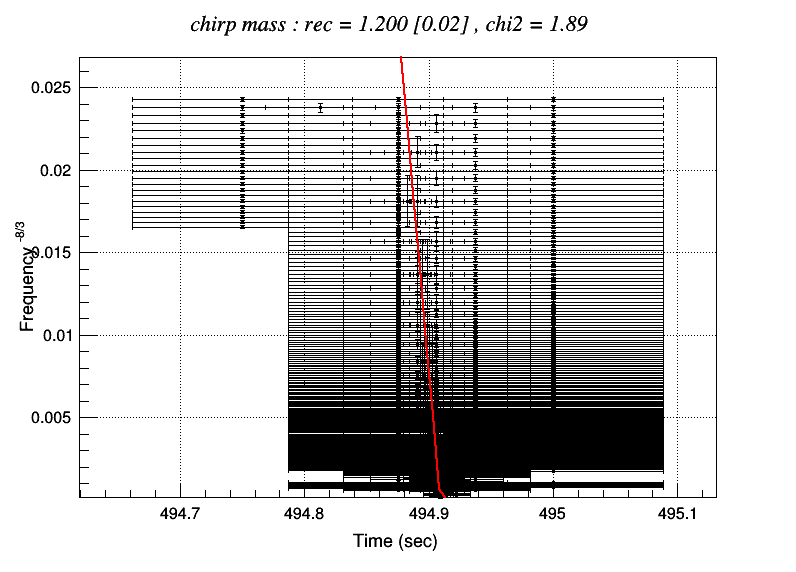 chirp mass : rec = 1.200 [0.02] , chi2 = 1.89
0.025
0.02
0.015
0.01
0.005
Frequency -8/3
494.7 494.8 494.9 495 495.1
Time (sec)